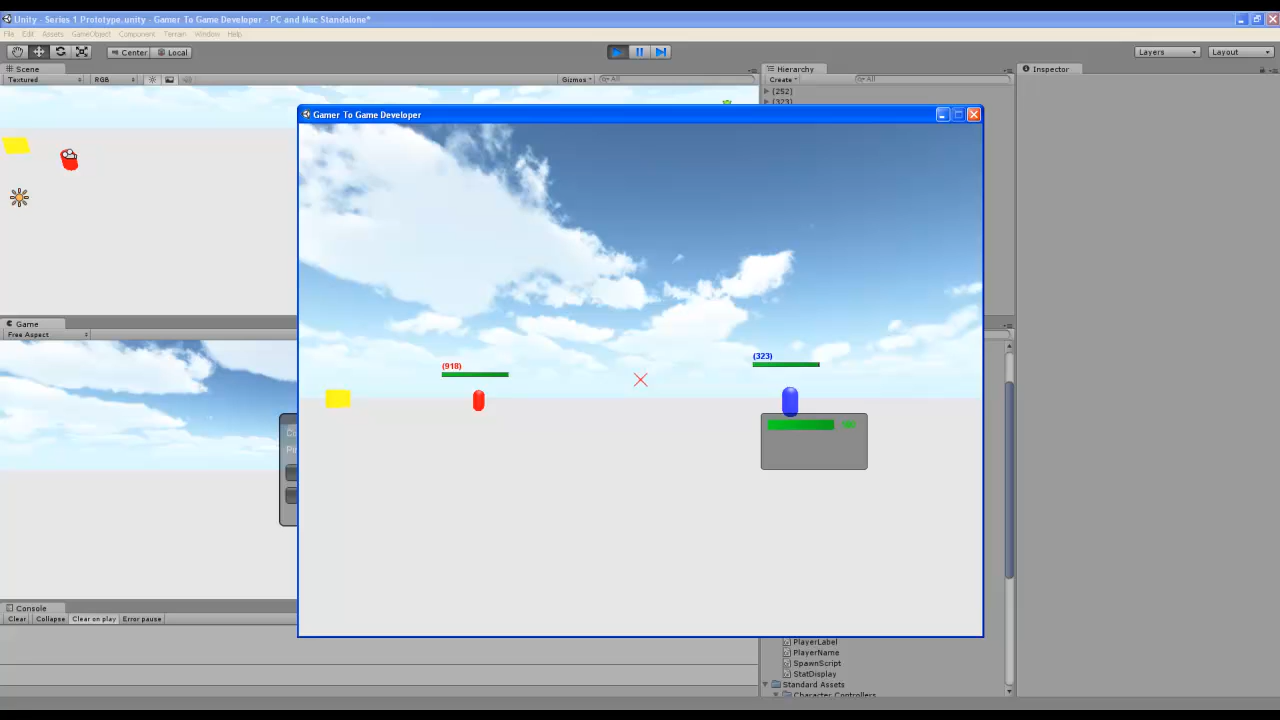 Unity - Series 1 Prototype.unity - Gamer To Game Developer - PC and Mac Standalone*
File Edit Assets GameObject Component Terrain Window Help
Center Local Layers Layout
Scene Hierarchy Inspector
Textured RGB Gizmos All Create All
(252)
(323)
Gamer To Game Developer
Game
Free Aspect
(323)
(918)
Console
Clear Collapse Clear on play Error pause
PlayerLabel
PlayerName
SpawnScript
StatDisplay
Standard Assets
Character Controllers